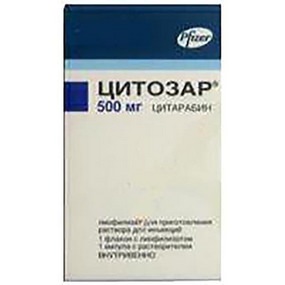 Pfizer
ЦИТОЗАР®
500 мг ЦИТАРАБИН
лиофилизат для приготовления
раствора для инъекций
1 флакон с лиофилизатом
1 ампула с растворителем
ВНУТРИВЕННО